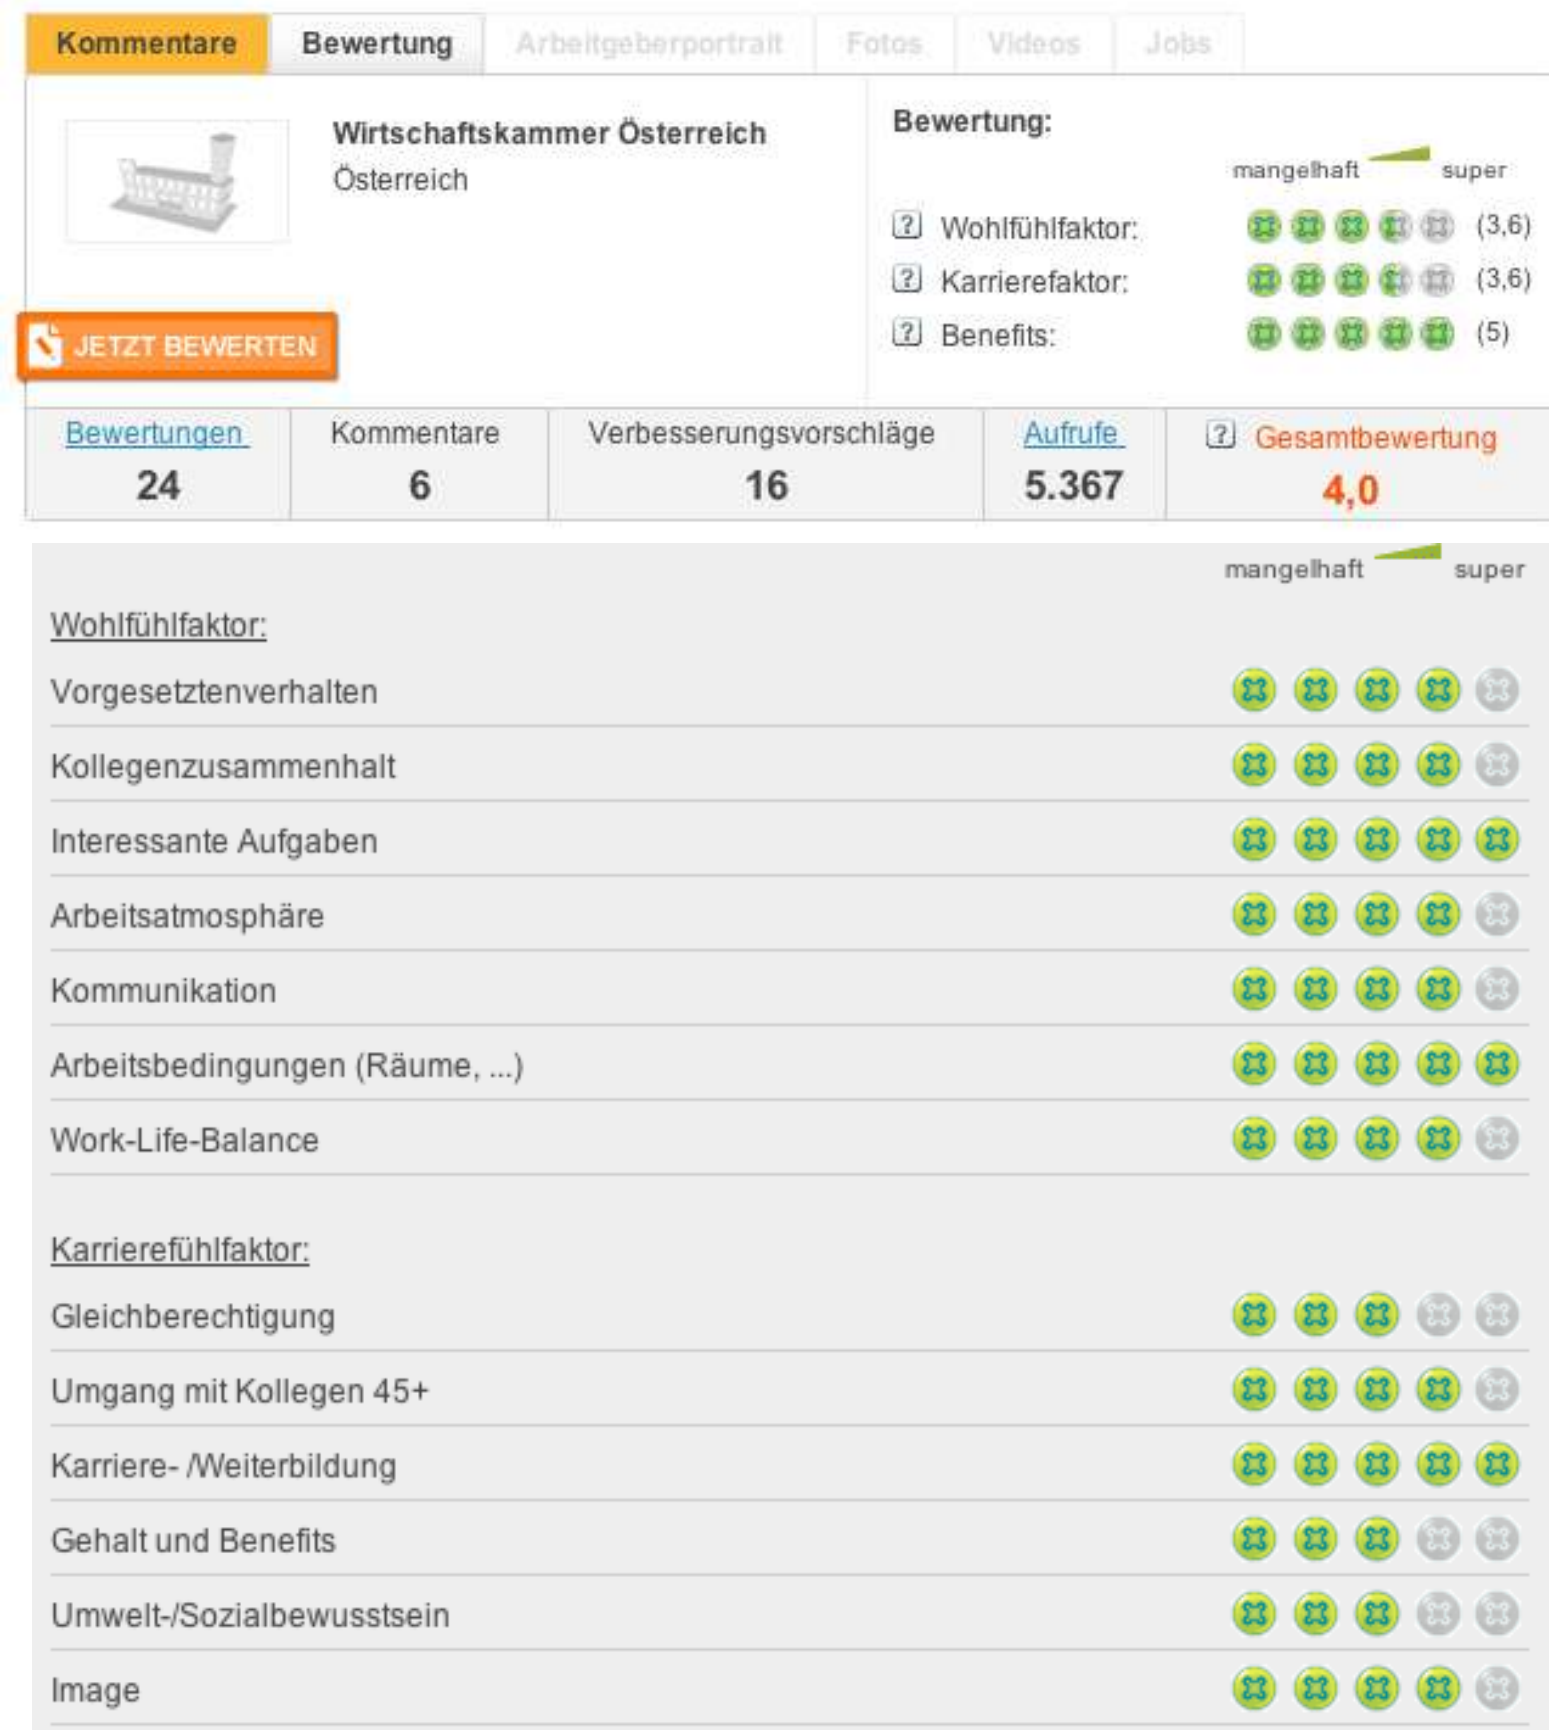 Kommentare Bewertung Arbeitgeberportrait Fotos Videos Jobs
Wirtschaftskammer Österreich
Österreich
JETZT BEWERTEN
Bewertung:
mangelhaft super
? Wohlfühlfaktor: (3,6)
? Karrierefaktor: (3,6)
? Benefits: (5)
Bewertungen Kommentare Verbesserungsvorschläge Aufrufe ? Gesamtbewertung
24 6 16 5.367 4,0
mangelhaft super
Wohlfühlfaktor:
Vorgesetztenverhalten
Kollegenzusammenhalt
Interessante Aufgaben
Arbeitsatmosphäre
Kommunikation
Arbeitsbedingungen (Räume, ...)
Work-Life-Balance
Karrierefühlfaktor:
Gleichberechtigung
Umgang mit Kollegen 45+
Karriere- /Weiterbildung
Gehalt und Benefits
Umwelt-/Sozialbewusstsein
Image